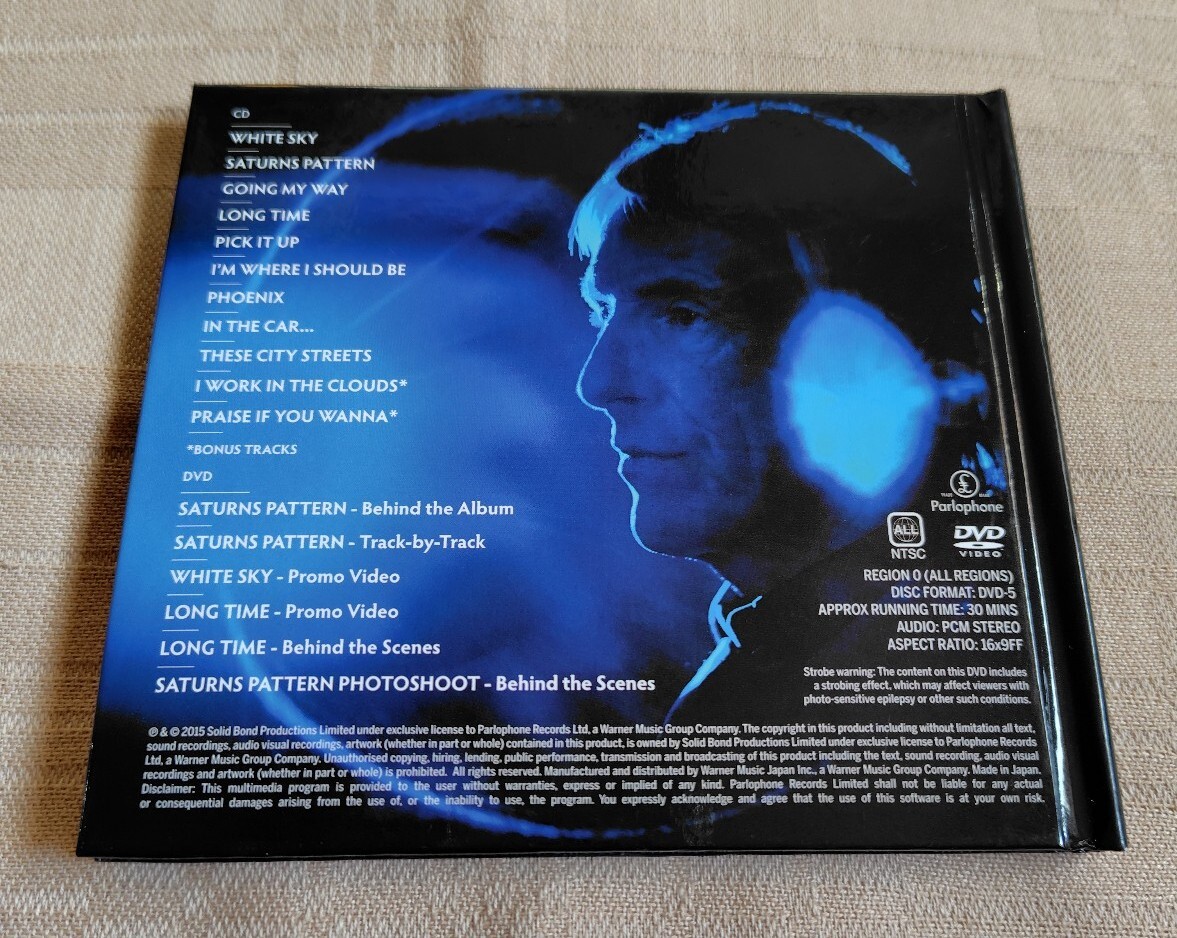 CD
WHITE SKY
SATURNS PATTERN
GOING MY WAY
LONG TIME
PICK IT UP
I'M WHERE I SHOULD BE
PHOENIX
IN THE CAR...
THESE CITY STREETS
I WORK IN THE CLOUDS*
PRAISE IF YOU WANNA*
*BONUS TRACKS
DVD
SATURNS PATTERN - Behind the Album
SATURNS PATTERN - Track-by-Track
WHITE SKY - Promo Video
LONG TIME - Promo Video
LONG TIME - Behind the Scenes
SATURNS PATTERN PHOTOSHOOT - Behind the Scenes
TRADE £ MARK
Parlophone
ALL
NTSC
DVD
VIDEO
REGION 0 (ALL REGIONS)
DISC FORMAT: DVD-5
APPROX RUNNING TIME: 30 MINS
AUDIO: PCM STEREO
ASPECT RATIO: 16x9FF
Strobe warning: The content on this DVD includes
a strobing effect, which may affect viewers with
photo-sensitive epilepsy or other such conditions.
℗ & © 2015 Solid Bond Productions Limited under exclusive license to Parlophone Records Ltd, a Warner Music Group Company. The copyright in this product including without limitation all text,
sound recordings, audio visual recordings, artwork (whether in part or whole) contained in this product, is owned by Solid Bond Productions Limited under exclusive license to Parlophone Records
Ltd, a Warner Music Group Company. Unauthorised copying, hiring, lending, public performance, transmission and broadcasting of this product including the text, sound recording, audio visual
recordings and artwork (whether in part or whole) is prohibited. All rights reserved. Manufactured and distributed by Warner Music Japan Inc., a Warner Music Group Company. Made in Japan.
Disclaimer: This multimedia program is provided to the user without warranties, express or implied of any kind. Parlophone Records Limited shall not be liable for any actual
or consequential damages arising from the use of, or the inability to use, the program. You expressly acknowledge and agree that the use of this software is at your own risk.